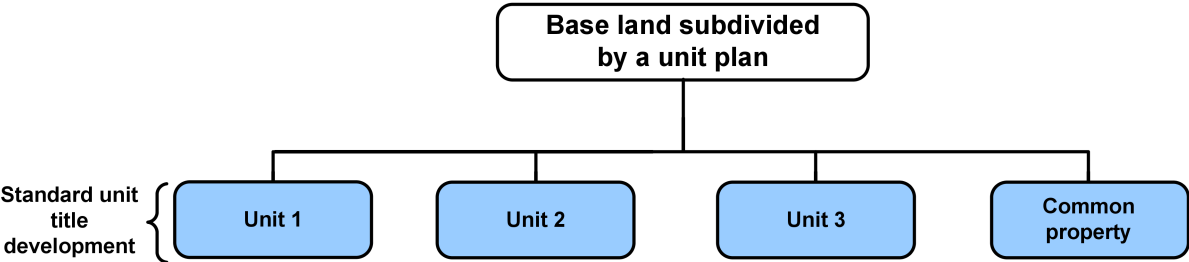 Base land subdivided
by a unit plan
Standard unit
title
development
Unit 1
Unit 2
Unit 3
Common
property